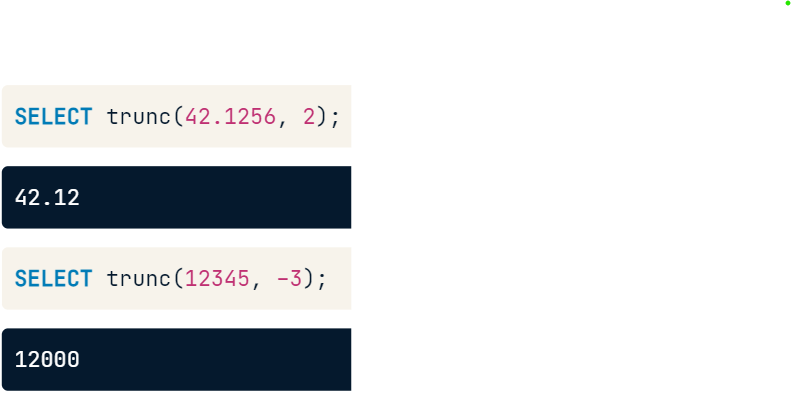 SELECT trunc(42.1256, 2);
42.12
SELECT trunc(12345, -3);
12000